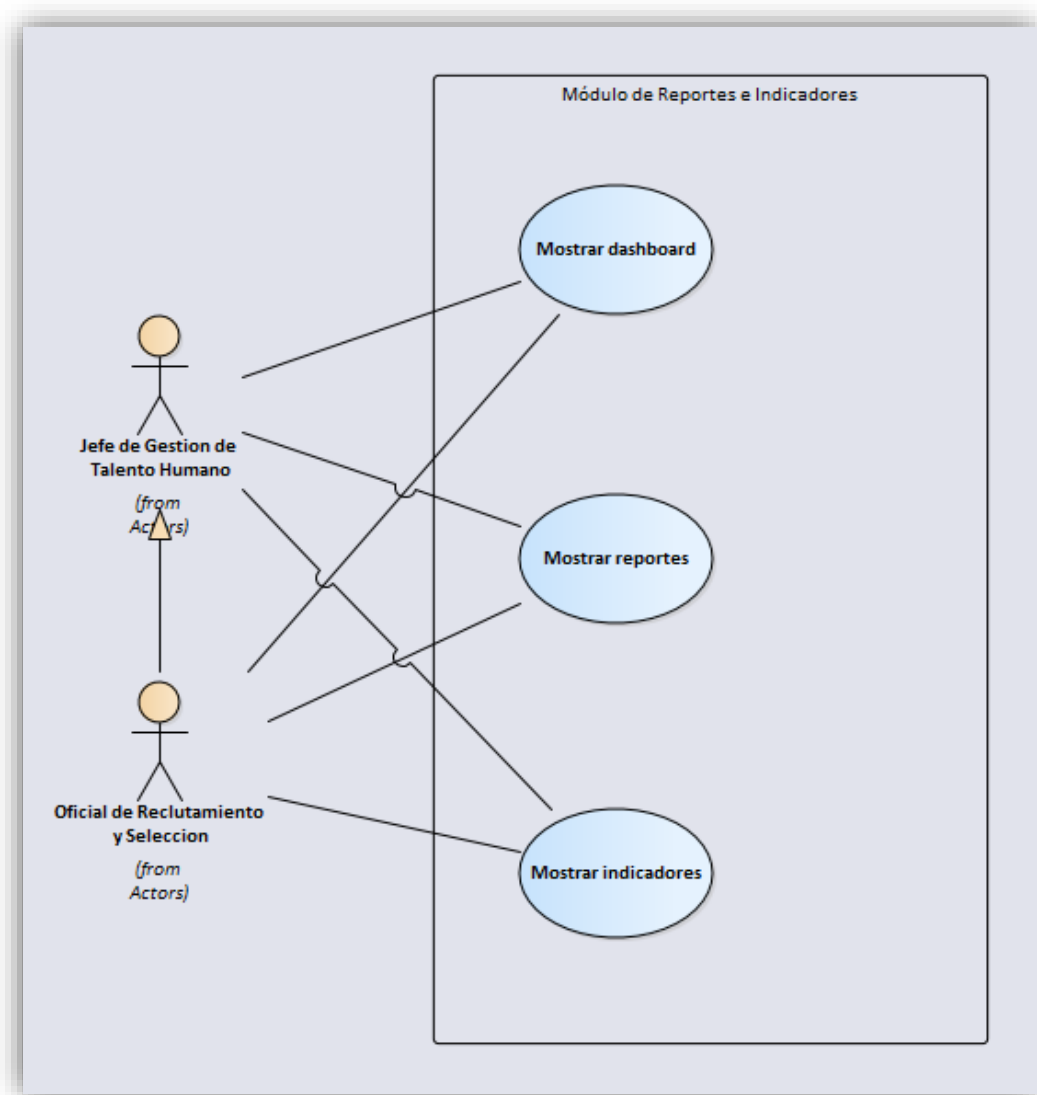 Módulo de Reportes e Indicadores
Mostrar dashboard
Jefe de Gestion de
Talento Humano
(from
Actors)
Mostrar reportes
Oficial de Reclutamiento
y Seleccion
(from
Actors)
Mostrar indicadores